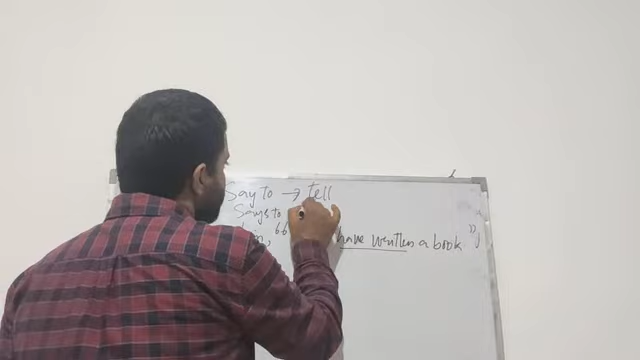 Say to → tell
Says to
, “ have written a book